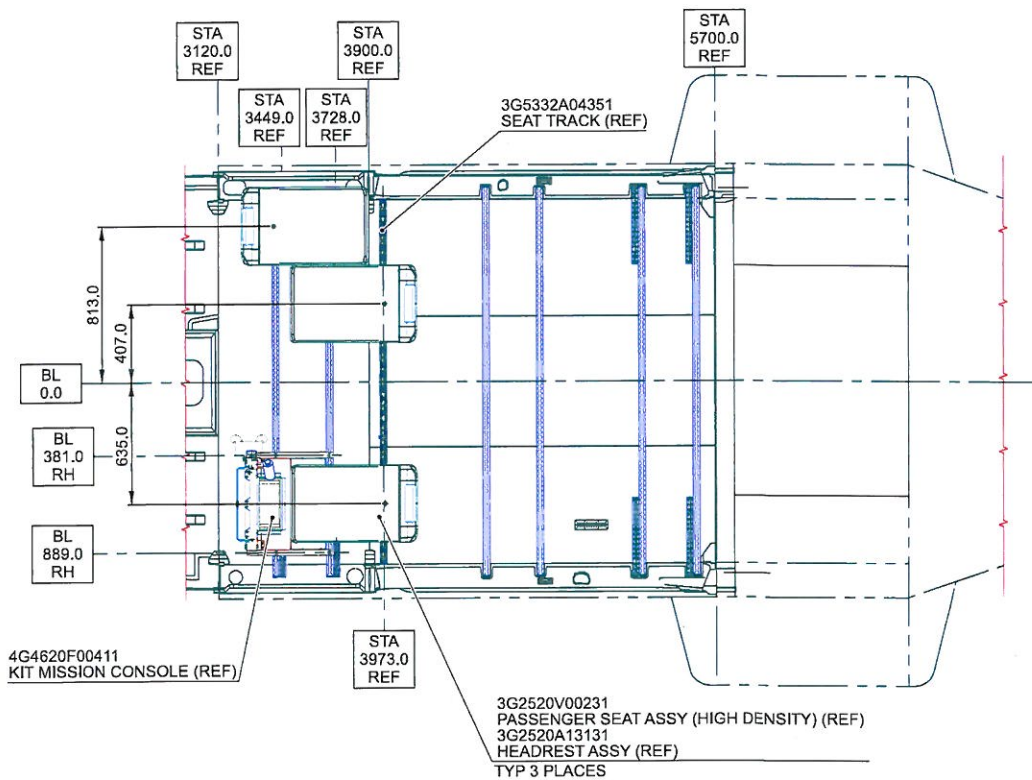 STA
3120.0
REF
STA
3900.0
REF
STA
5700.0
REF
STA
3449.0
REF
STA
3728.0
REF
3G5332A04351
SEAT TRACK (REF)
813.0
407.0
BL
0.0
635.0
BL
381.0
RH
BL
889.0
RH
STA
3973.0
REF
4G4620F00411
KIT MISSION CONSOLE (REF)
3G2520V00231
PASSENGER SEAT ASSY (HIGH DENSITY) (REF)
3G2520A13131
HEADREST ASSY (REF)
TYP 3 PLACES